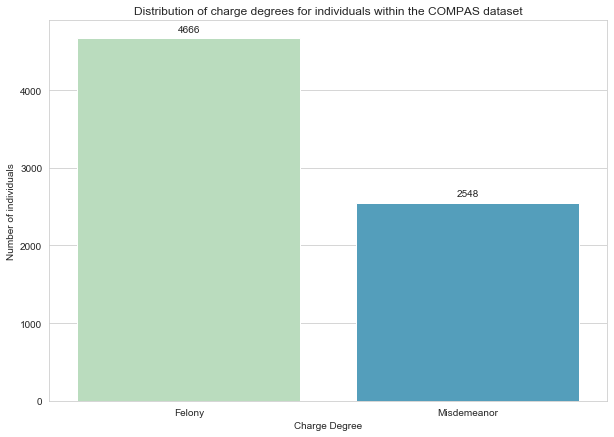 Distribution of charge degrees for individuals within the COMPAS dataset
4666
4000
3000
2548
2000
1000
0
Number of individuals
Felony
Misdemeanor
Charge Degree